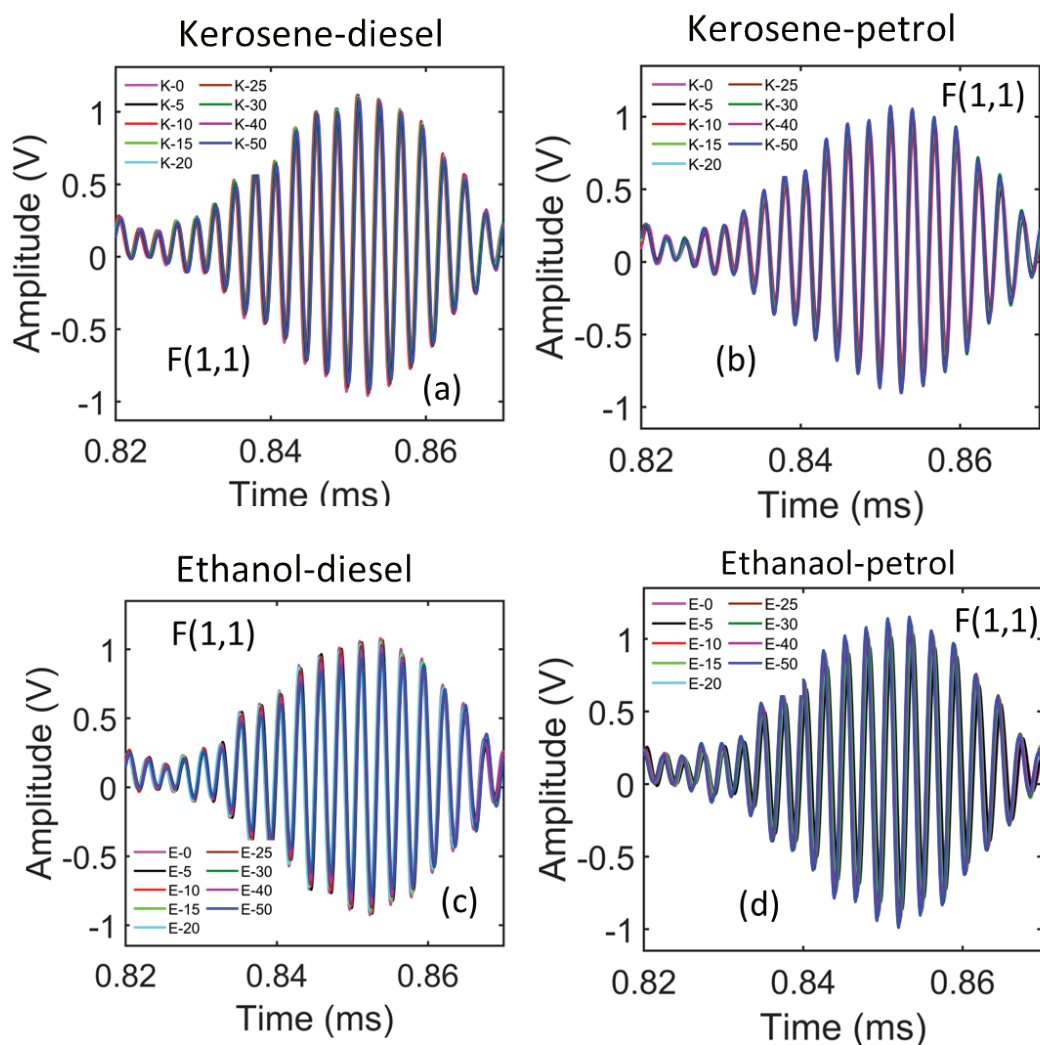 Kerosene-diesel
K-0 K-25
K-5 K-30
K-10 K-40
K-15 K-50
K-20
F(1,1)
(a)
Amplitude (V)
1
0.5
0
-0.5
-1
0.82 0.84 0.86
Time (ms)
Kerosene-petrol
K-0 K-25
K-5 K-30
K-10 K-40
K-15 K-50
K-20
F(1,1)
(b)
Amplitude (V)
1
0.5
0
-0.5
-1
0.82 0.84 0.86
Time (ms)
Ethanol-diesel
F(1,1)
E-0 E-25
E-5 E-30
E-10 E-40
E-15 E-50
E-20
(c)
Amplitude (V)
1
0.5
0
-0.5
-1
0.82 0.84 0.86
Time (ms)
Ethanaol-petrol
E-0 E-25
E-5 E-30
E-10 E-40
E-15 E-50
E-20
F(1,1)
(d)
Amplitude (V)
1
0.5
0
-0.5
-1
0.82 0.84 0.86
Time (ms)